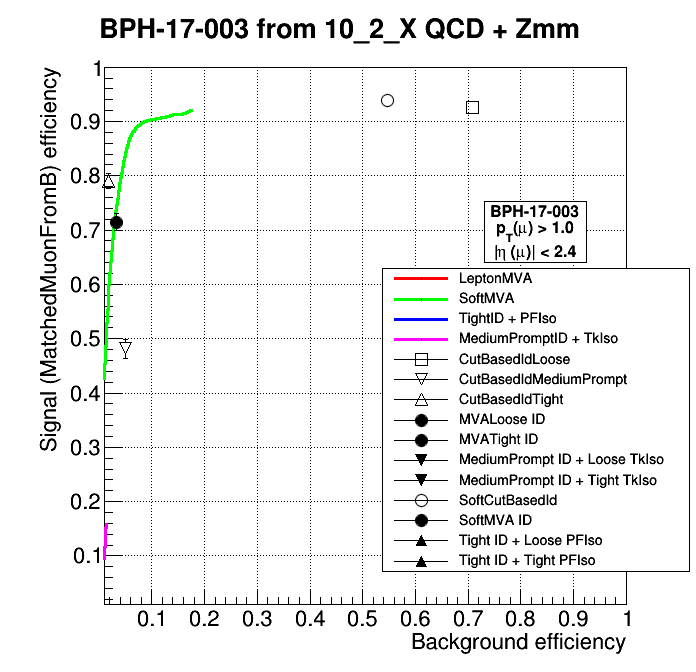 BPH-17-003 from 10_2_X QCD + Zmm
Signal (MatchedMuonFromB) efficiency
1
0.9
0.8
0.7
0.6
0.5
0.4
0.3
0.2
0.1
BPH-17-003
pT(μ) > 1.0
|η (μ)| < 2.4
LeptonMVA
SoftMVA
TightID + PFIso
MediumPromptID + TkIso
CutBasedIdLoose
CutBasedIdMediumPrompt
CutBasedIdTight
MVALoose ID
MVATight ID
MediumPrompt ID + Loose TkIso
MediumPrompt ID + Tight TkIso
SoftCutBasedId
SoftMVA ID
Tight ID + Loose PFIso
Tight ID + Tight PFIso
0.1 0.2 0.3 0.4 0.5 0.6 0.7 0.8 0.9 1
Background efficiency